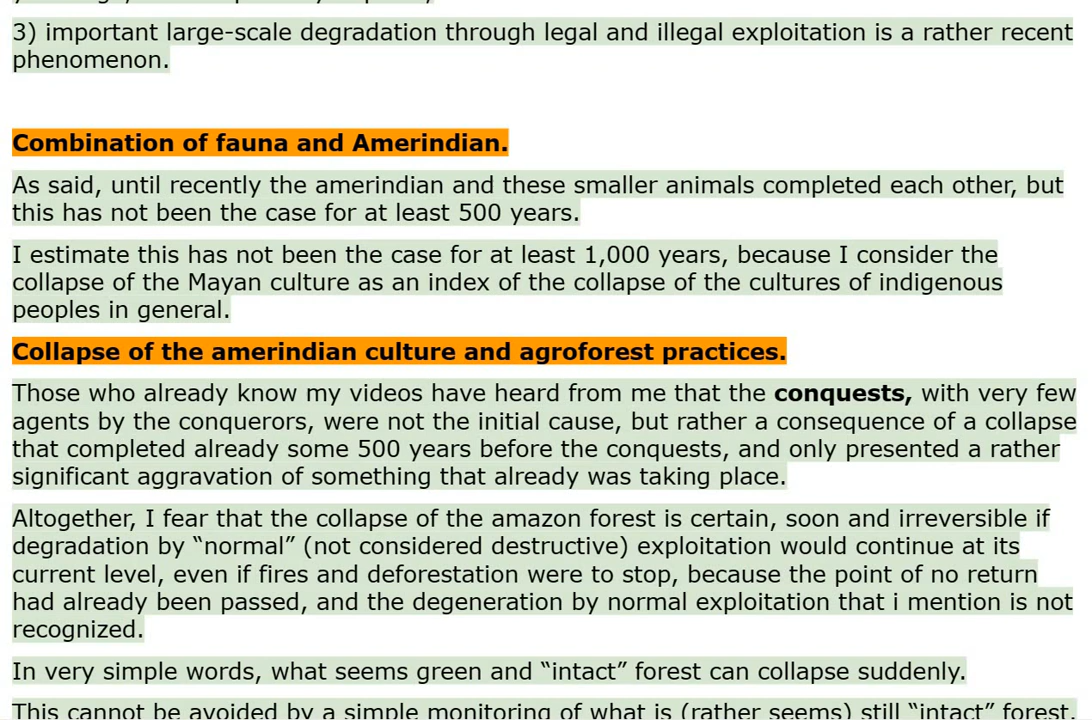 3) important large-scale degradation through legal and illegal exploitation is a rather recent
phenomenon.
Combination of fauna and Amerindian.
As said, until recently the amerindian and these smaller animals completed each other, but
this has not been the case for at least 500 years.
I estimate this has not been the case for at least 1,000 years, because I consider the
collapse of the Mayan culture as an index of the collapse of the cultures of indigenous
peoples in general.
Collapse of the amerindian culture and agroforest practices.
Those who already know my videos have heard from me that the conquests, with very few
agents by the conquerors, were not the initial cause, but rather a consequence of a collapse
that completed already some 500 years before the conquests, and only presented a rather
significant aggravation of something that already was taking place.
Altogether, I fear that the collapse of the amazon forest is certain, soon and irreversible if
degradation by “normal” (not considered destructive) exploitation would continue at its
current level, even if fires and deforestation were to stop, because the point of no return
had already been passed, and the degeneration by normal exploitation that i mention is not
recognized.
In very simple words, what seems green and “intact” forest can collapse suddenly.
This cannot be avoided by a simple monitoring of what is (rather seems) still “intact” forest.